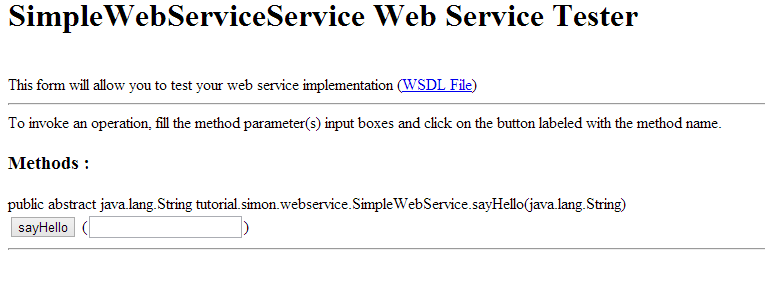 SimpleWebServiceService Web Service Tester
This form will allow you to test your web service implementation (WSDL File)
To invoke an operation, fill the method parameter(s) input boxes and click on the button labeled with the method name.
Methods :
public abstract java.lang.String tutorial.simon.webservice.SimpleWebService.sayHello(java.lang.String)
sayHello ( )